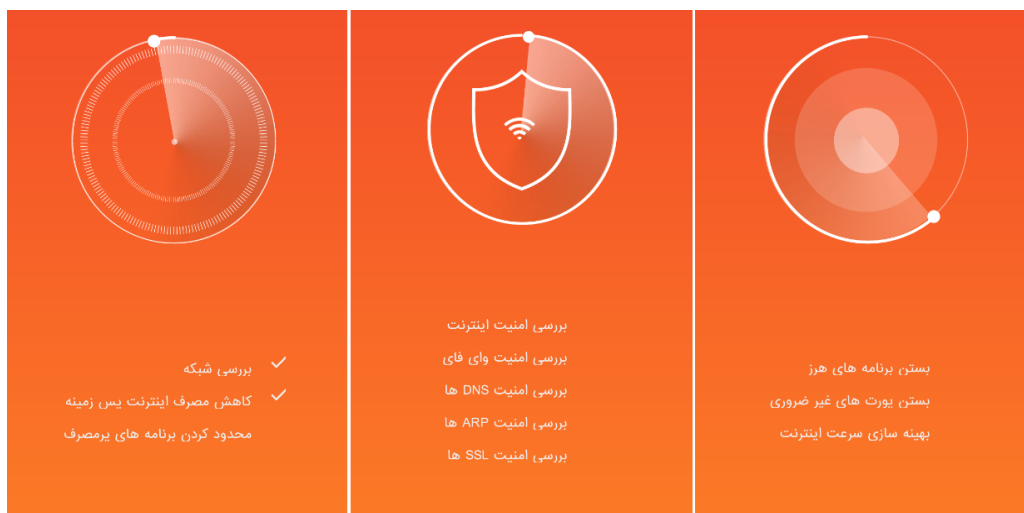 بستن برنامه های هرز
بستن پورت های غیر ضروری
بهینه سازی سرعت اینترنت
بررسی امنیت اینترنت
بررسی امنیت وای فای
بررسی امنیت DNS ها
بررسی امنیت ARP ها
بررسی امنیت SSL ها
بررسی شبکه
کاهش مصرف اینترنت پس زمینه
محدود کردن برنامه های پرمصرف